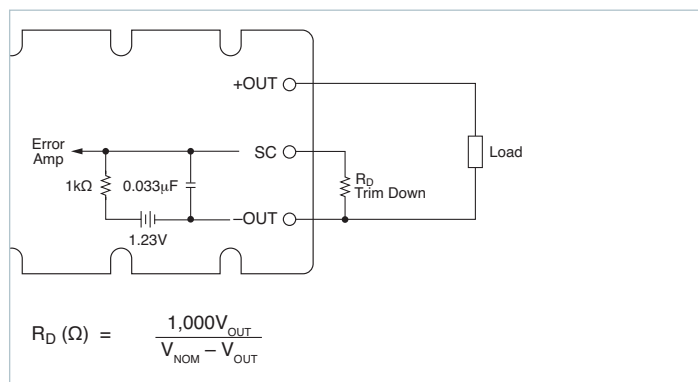 +OUT
Error
Amp
SC
Load
1kΩ
0.033μF
R_D
Trim Down
–OUT
1.23V
R_D (Ω) = 1,000V_OUT
V_NOM – V_OUT